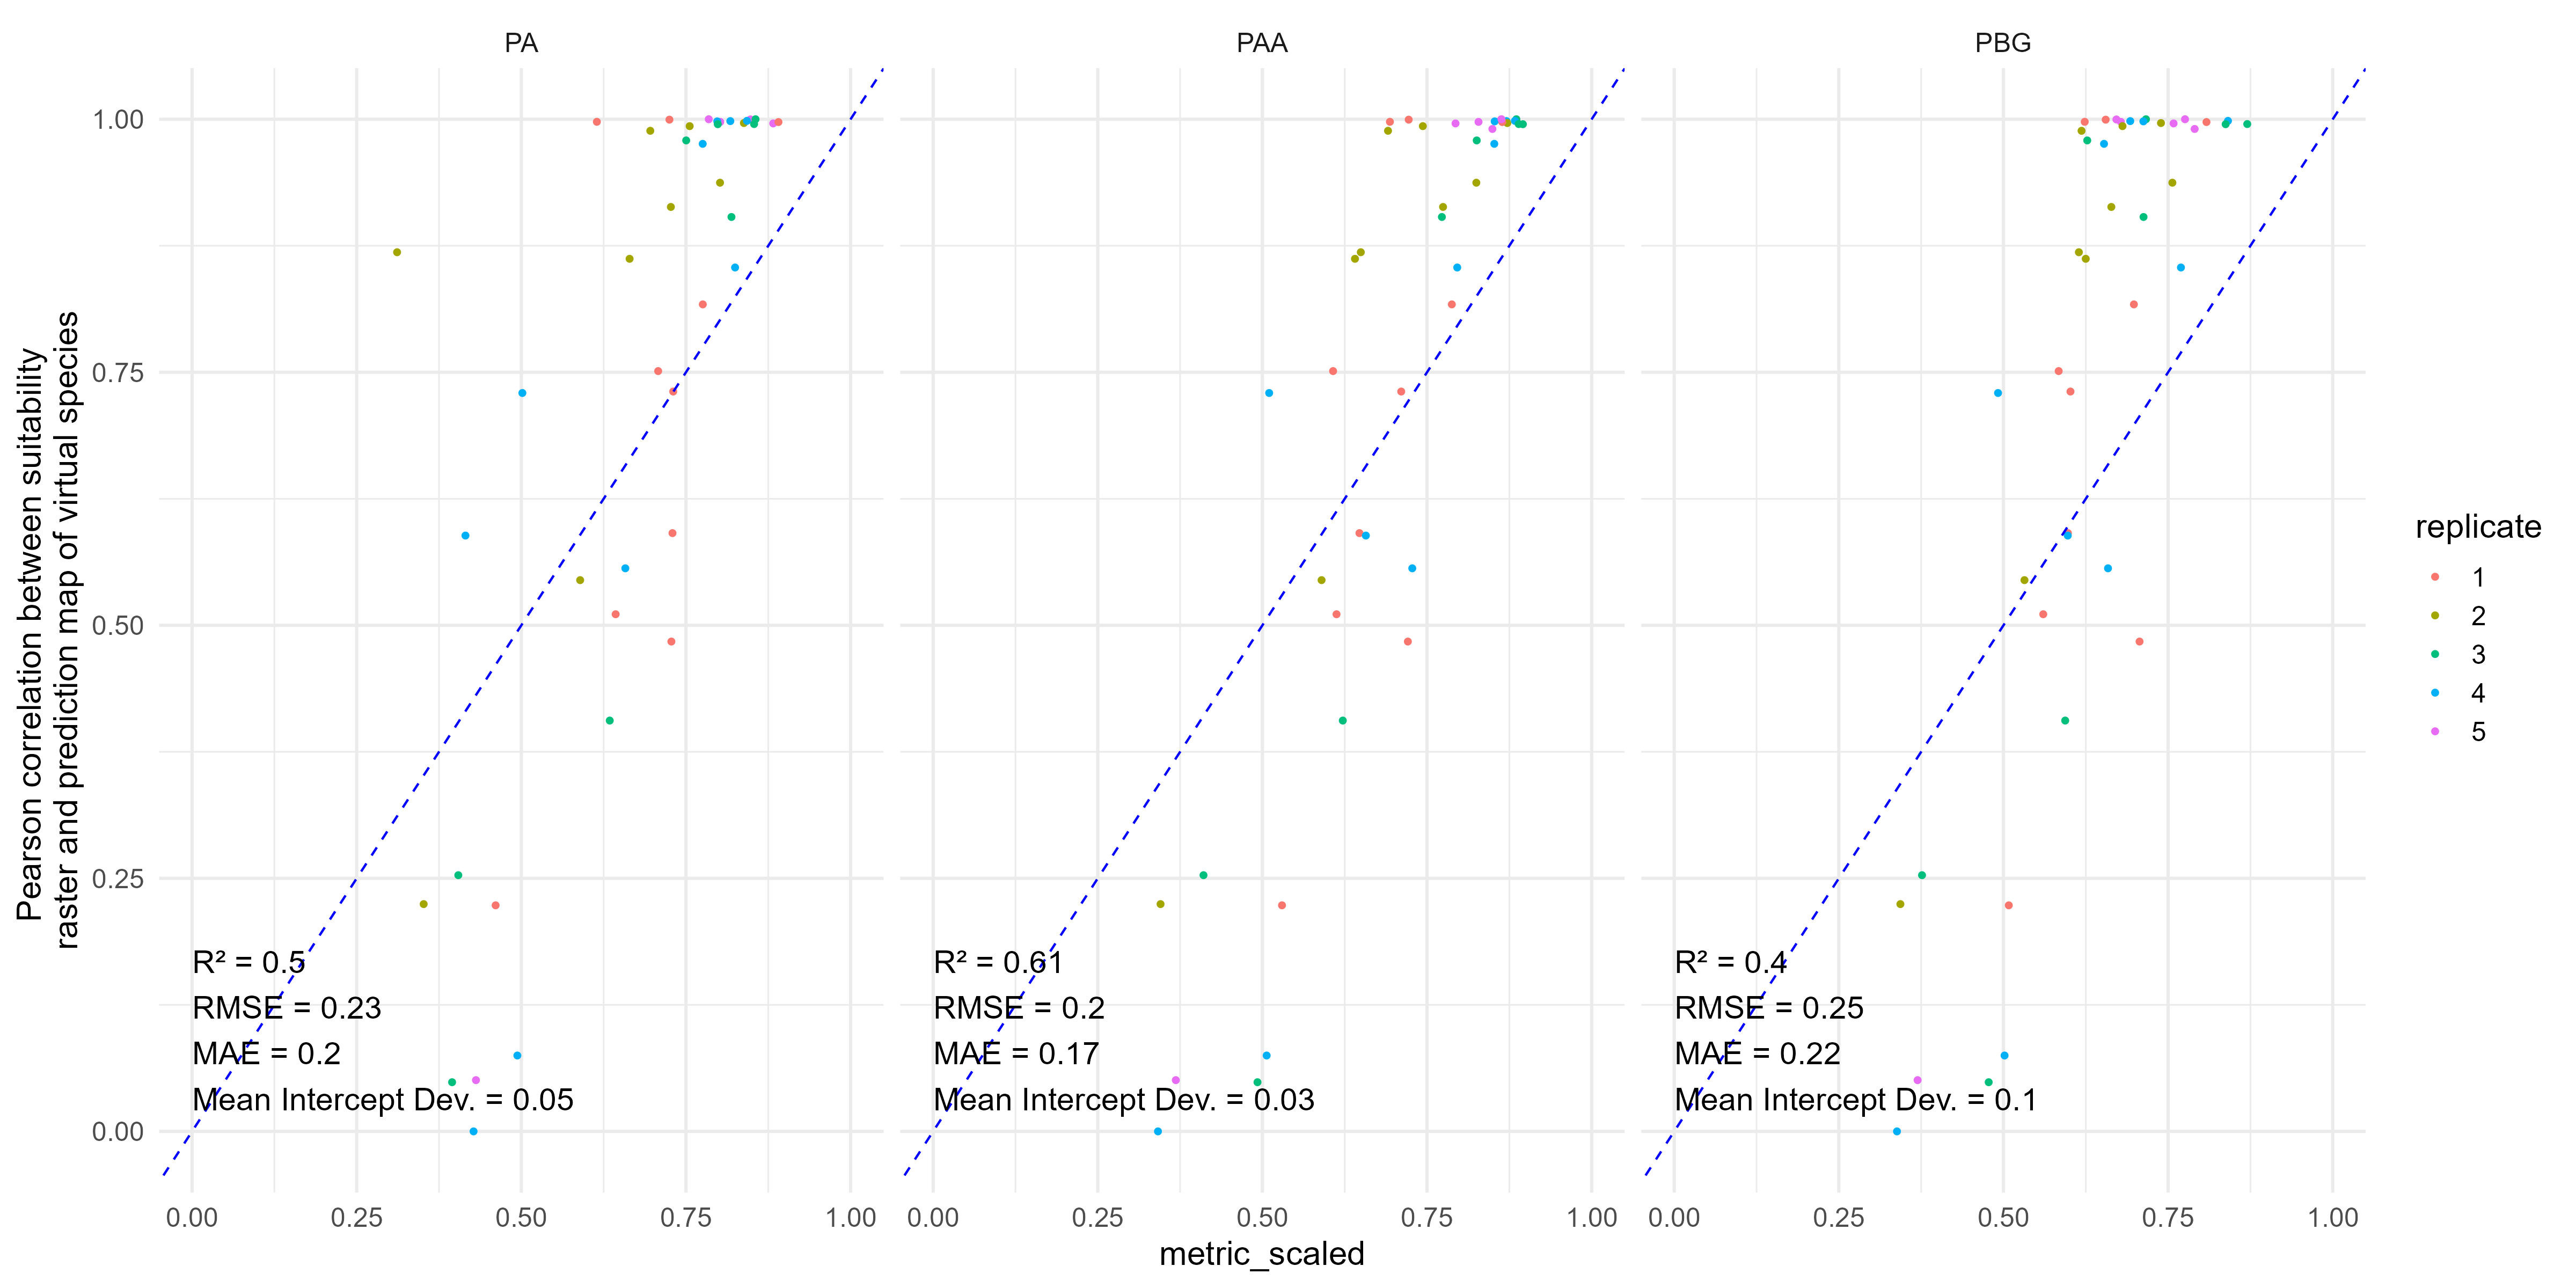 PA
PAA
PBG
Pearson correlation between suitability
raster and prediction map of virtual species
1.00
0.75
0.50
0.25
0.00
R² = 0.5
RMSE = 0.23
MAE = 0.2
Mean Intercept Dev. = 0.05
R² = 0.61
RMSE = 0.2
MAE = 0.17
Mean Intercept Dev. = 0.03
R² = 0.4
RMSE = 0.25
MAE = 0.22
Mean Intercept Dev. = 0.1
0.00 0.25 0.50 0.75 1.00
0.00 0.25 0.50 0.75 1.00
0.00 0.25 0.50 0.75 1.00
metric_scaled
replicate
1
2
3
4
5